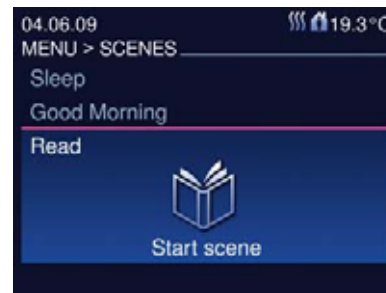 04.06.09 19.3°C
MENU > SCENES
Sleep
Good Morning
Read
Start scene